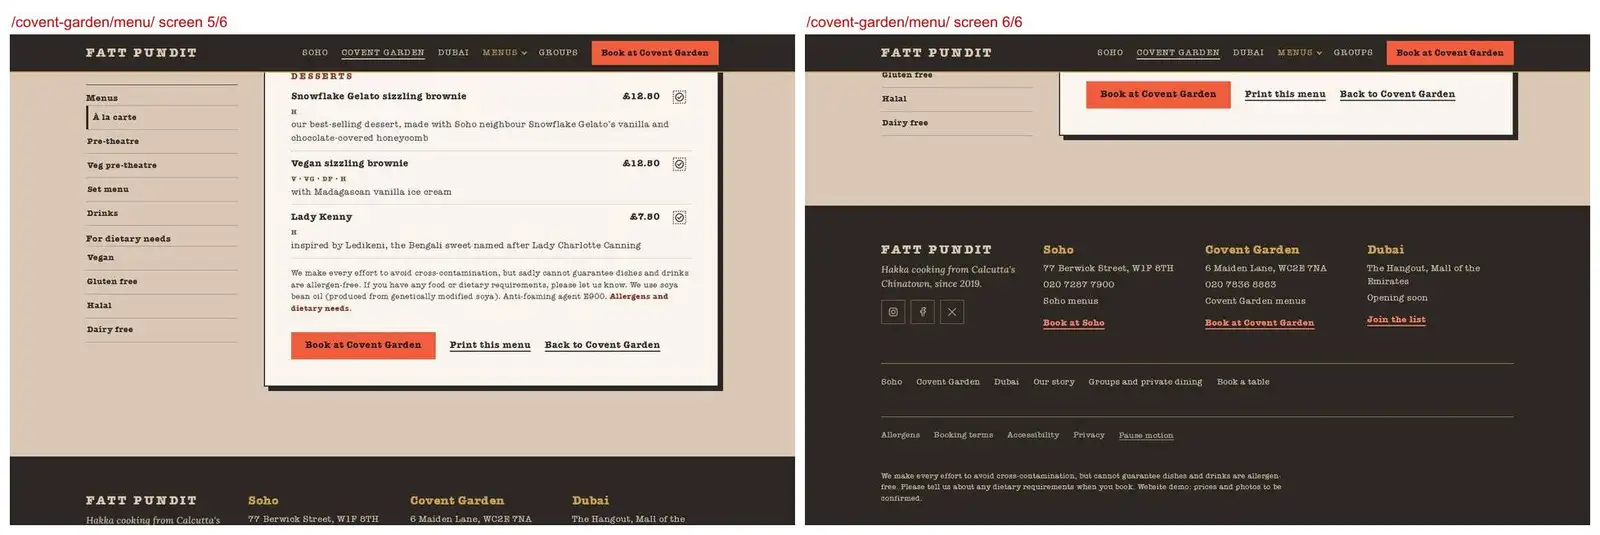 /covent-garden/menu/ screen 5/6
FATT PUNDIT
SOHO COVENT GARDEN DUBAI MENUS GROUPS Book at Covent Garden
Menus
À la carte
Pre-theatre
Veg pre-theatre
Set menu
Drinks
For dietary needs
Vegan
Gluten free
Halal
Dairy free
DESSERTS
Snowflake Gelato sizzling brownie £12.50
H
our best-selling dessert, made with Soho neighbour Snowflake Gelato's vanilla and
chocolate-covered honeycomb
Vegan sizzling brownie £12.50
V · VG · DF · H
with Madagascan vanilla ice cream
Lady Kenny £7.50
H
inspired by Ledikeni, the Bengali sweet named after Lady Charlotte Canning
We make every effort to avoid cross-contamination, but sadly cannot guarantee dishes and drinks
are allergen-free. If you have any food or dietary requirements, please let us know. We use soya
bean oil (produced from genetically modified soya). Anti-foaming agent E900. Allergens and
dietary needs.
Book at Covent Garden Print this menu Back to Covent Garden
FATT PUNDIT
Hakka cooking from Calcutta's
Soho
77 Berwick Street, W1F 8TH
Covent Garden
6 Maiden Lane, WC2E 7NA
Dubai
The Hangout, Mall of the
/covent-garden/menu/ screen 6/6
FATT PUNDIT
SOHO COVENT GARDEN DUBAI MENUS GROUPS Book at Covent Garden
Gluten free
Halal
Dairy free
Book at Covent Garden Print this menu Back to Covent Garden
FATT PUNDIT
Hakka cooking from Calcutta's
Chinatown, since 2019.
Soho
77 Berwick Street, W1F 8TH
020 7287 7900
Soho menus
Book at Soho
Covent Garden
6 Maiden Lane, WC2E 7NA
020 7836 8883
Covent Garden menus
Book at Covent Garden
Dubai
The Hangout, Mall of the
Emirates
Opening soon
Join the list
Soho Covent Garden Dubai Our story Groups and private dining Book a table
Allergens Booking terms Accessibility Privacy Pause motion
We make every effort to avoid cross-contamination, but cannot guarantee dishes and drinks are allergen-
free. Please tell us about any dietary requirements when you book. Website demo: prices and photos to be
confirmed.